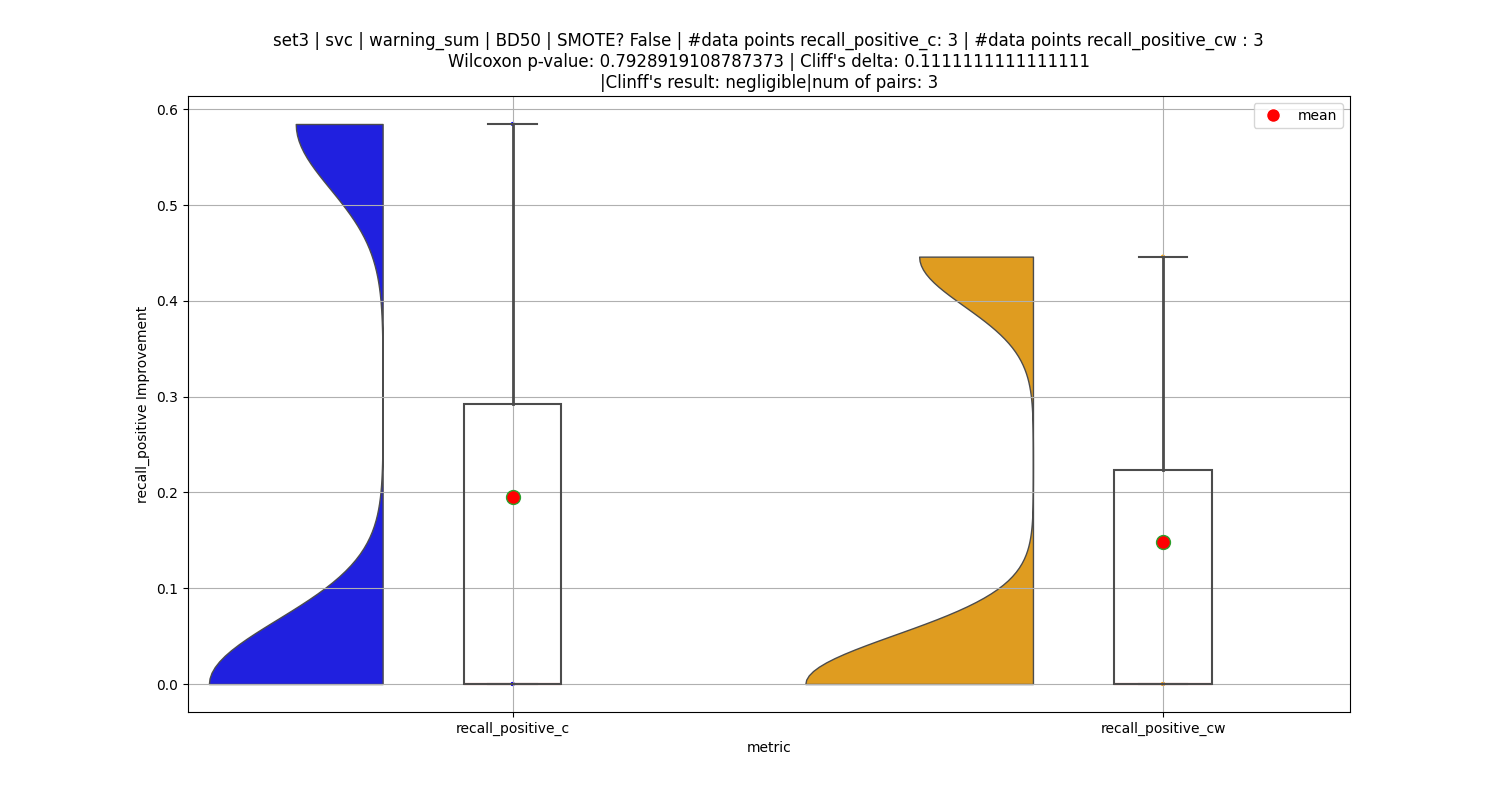 set3 | svc | warning_sum | BD50 | SMOTE? False | #data points recall_positive_c: 3 | #data points recall_positive_cw : 3
Wilcoxon p-value: 0.7928919108787373 | Cliff's delta: 0.1111111111111111
|Clinff's result: negligible|num of pairs: 3
mean
0.6
0.5
0.4
0.3
0.2
0.1
0.0
recall_positive Improvement
recall_positive_c
recall_positive_cw
metric